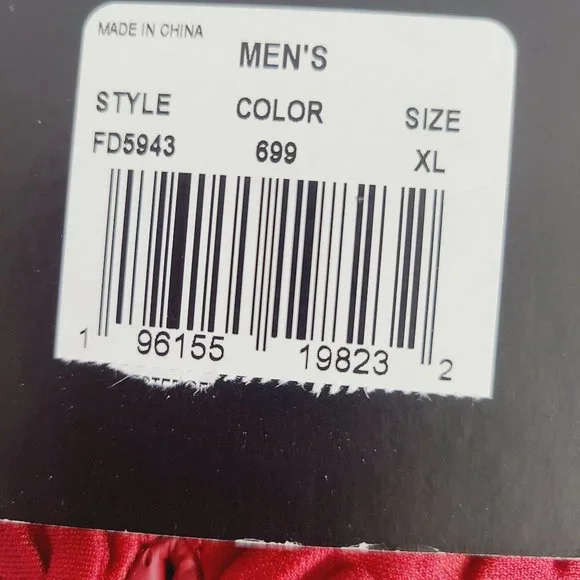 MADE IN CHINA
MEN'S
STYLE COLOR SIZE
FD5943 699 XL
1 96155 19823 2